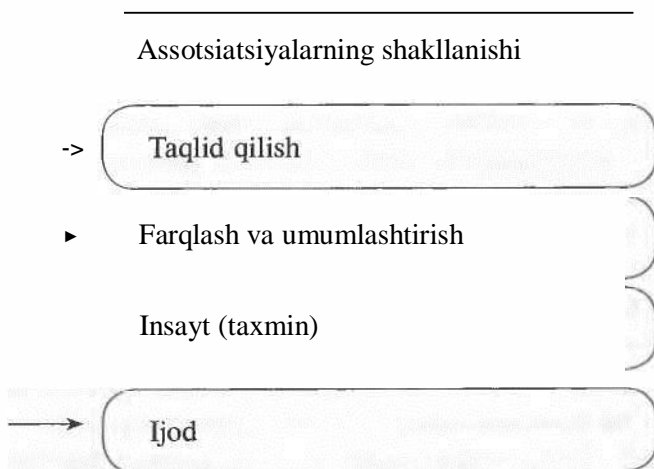 Assotsiatsiyalarning shakllanishi
-> Taqlid qilish
► Farqlash va umumlashtirish
Insayt (taxmin)
Ijod